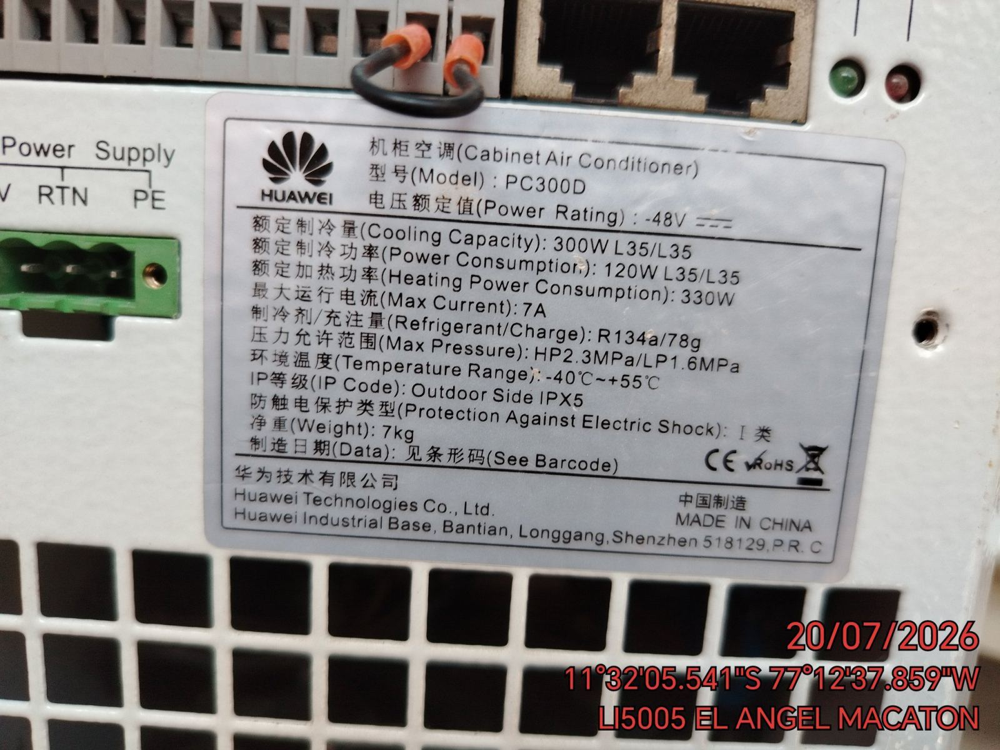 Power Supply
V RTN PE
HUAWEI
机柜空调(Cabinet Air Conditioner)
型号(Model) : PC300D
电压额定值(Power Rating) : -48V
额定制冷量(Cooling Capacity): 300W L35/L35
额定制冷功率(Power Consumption): 120W L35/L35
额定加热功率(Heating Power Consumption): 330W
最大运行电流(Max Current): 7A
制冷剂/充注量(Refrigerant/Charge): R134a/78g
压力允许范围(Max Pressure): HP2.3MPa/LP1.6MPa
环境温度(Temperature Range): -40℃~+55℃
IP等级(IP Code): Outdoor Side IPX5
防触电保护类型(Protection Against Electric Shock): I 类
净重(Weight): 7kg
制造日期(Data): 见条形码(See Barcode)
CE RoHS
华为技术有限公司
Huawei Technologies Co., Ltd.
Huawei Industrial Base, Bantian, Longgang, Shenzhen 518129, P.R. C
中国制造
MADE IN CHINA
20/07/2026
11°32'05.541"S 77°12'37.859"W
LI5005 EL ANGEL MACATON